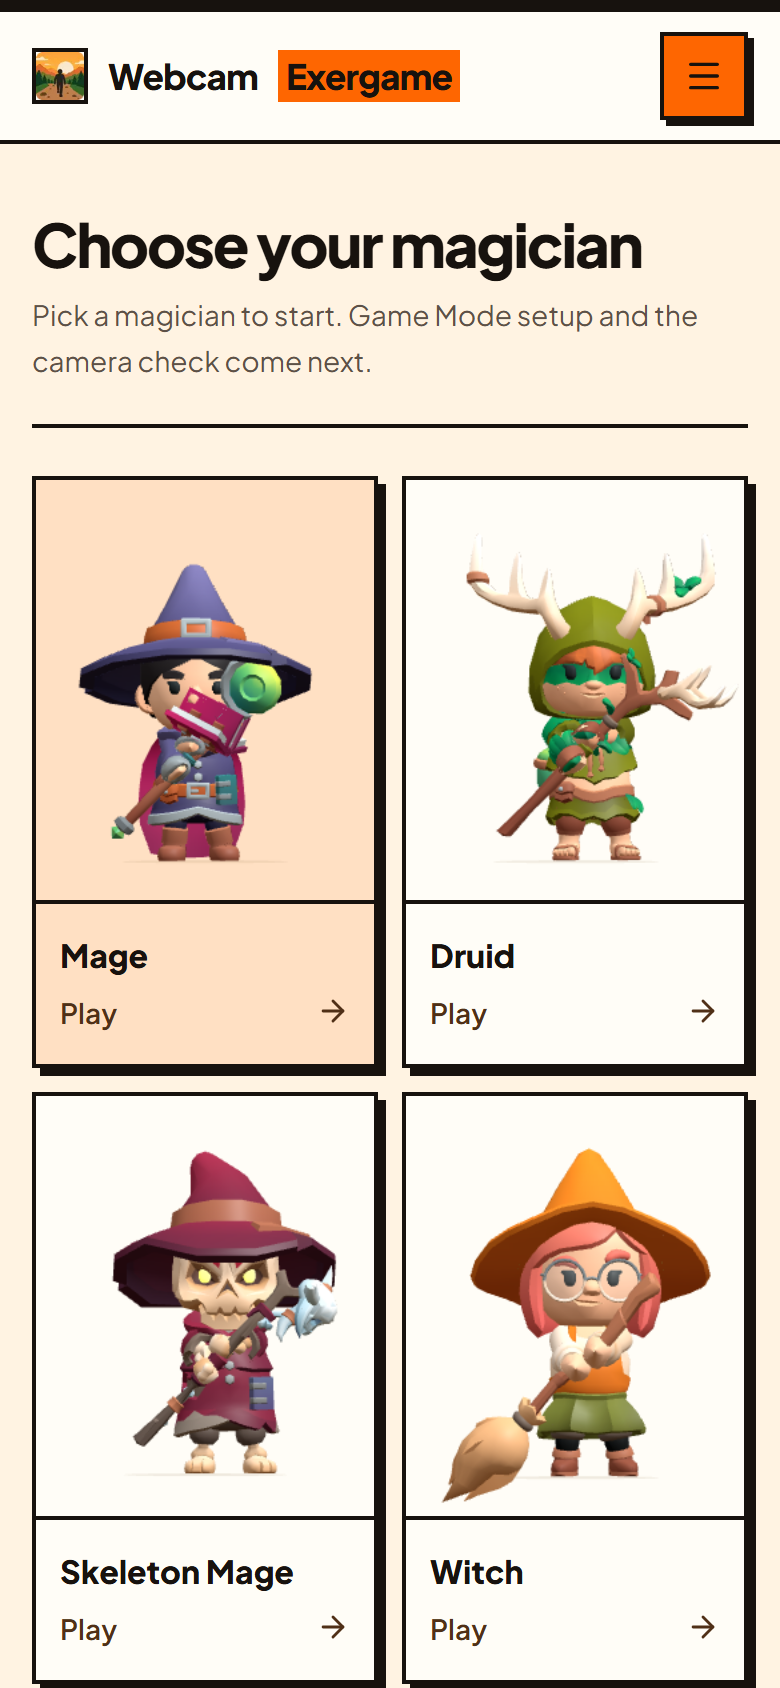 Webcam Exergame
Choose your magician
Pick a magician to start. Game Mode setup and the
camera check come next.
Mage
Play
Druid
Play
Skeleton Mage
Play
Witch
Play